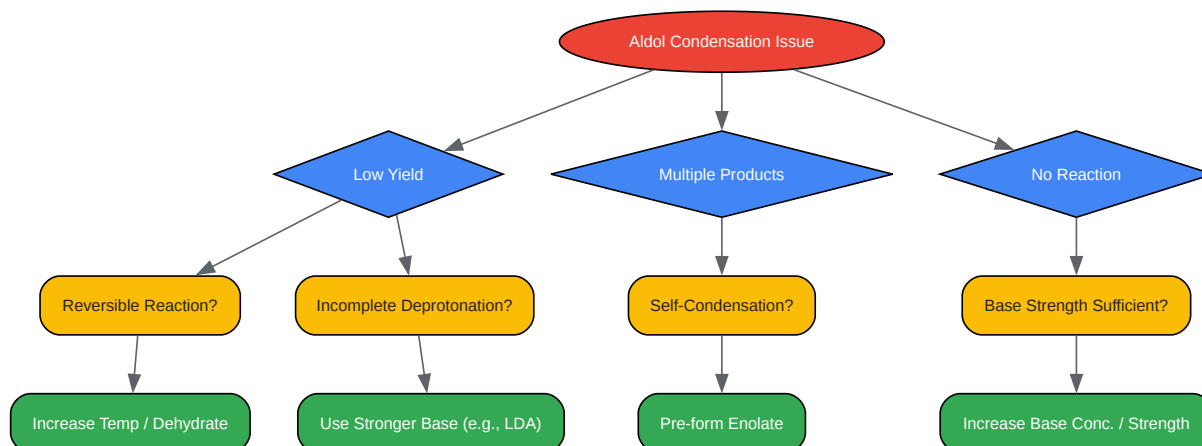 Aldol Condensation Issue
Low Yield
Multiple Products
No Reaction
Reversible Reaction?
Incomplete Deprotonation?
Self-Condensation?
Base Strength Sufficient?
Increase Temp / Dehydrate
Use Stronger Base (e.g., LDA)
Pre-form Enolate
Increase Base Conc. / Strength